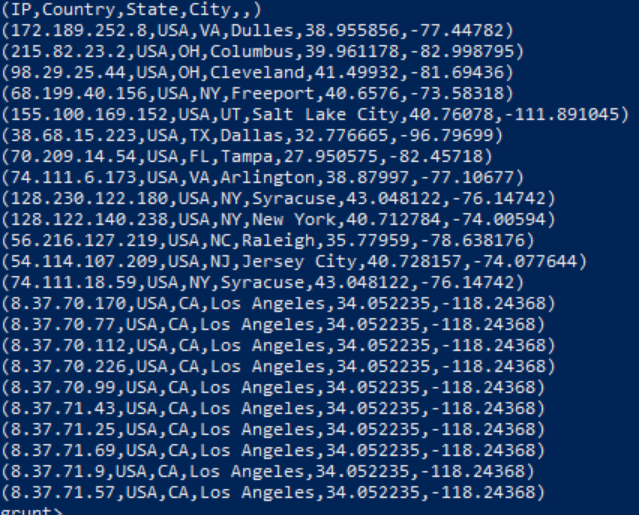 (IP,Country,State,City,,)
(172.189.252.8,USA,VA,Dulles,38.955856,-77.44782)
(215.82.23.2,USA,OH,Columbus,39.961178,-82.998795)
(98.29.25.44,USA,OH,Cleveland,41.49932,-81.69436)
(68.199.40.156,USA,NY,Freeport,40.6576,-73.58318)
(155.100.169.152,USA,UT,Salt Lake City,40.76078,-111.891045)
(38.68.15.223,USA,TX,Dallas,32.776665,-96.79699)
(70.209.14.54,USA,FL,Tampa,27.950575,-82.45718)
(74.111.6.173,USA,VA,Arlington,38.87997,-77.10677)
(128.230.122.180,USA,NY,Syracuse,43.048122,-76.14742)
(128.122.140.238,USA,NY,New York,40.712784,-74.00594)
(56.216.127.219,USA,NC,Raleigh,35.77959,-78.638176)
(54.114.107.209,USA,NJ,Jersey City,40.728157,-74.077644)
(74.111.18.59,USA,NY,Syracuse,43.048122,-76.14742)
(8.37.70.170,USA,CA,Los Angeles,34.052235,-118.24368)
(8.37.70.77,USA,CA,Los Angeles,34.052235,-118.24368)
(8.37.70.112,USA,CA,Los Angeles,34.052235,-118.24368)
(8.37.70.226,USA,CA,Los Angeles,34.052235,-118.24368)
(8.37.70.99,USA,CA,Los Angeles,34.052235,-118.24368)
(8.37.71.43,USA,CA,Los Angeles,34.052235,-118.24368)
(8.37.71.25,USA,CA,Los Angeles,34.052235,-118.24368)
(8.37.71.69,USA,CA,Los Angeles,34.052235,-118.24368)
(8.37.71.9,USA,CA,Los Angeles,34.052235,-118.24368)
(8.37.71.57,USA,CA,Los Angeles,34.052235,-118.24368)
grunt>